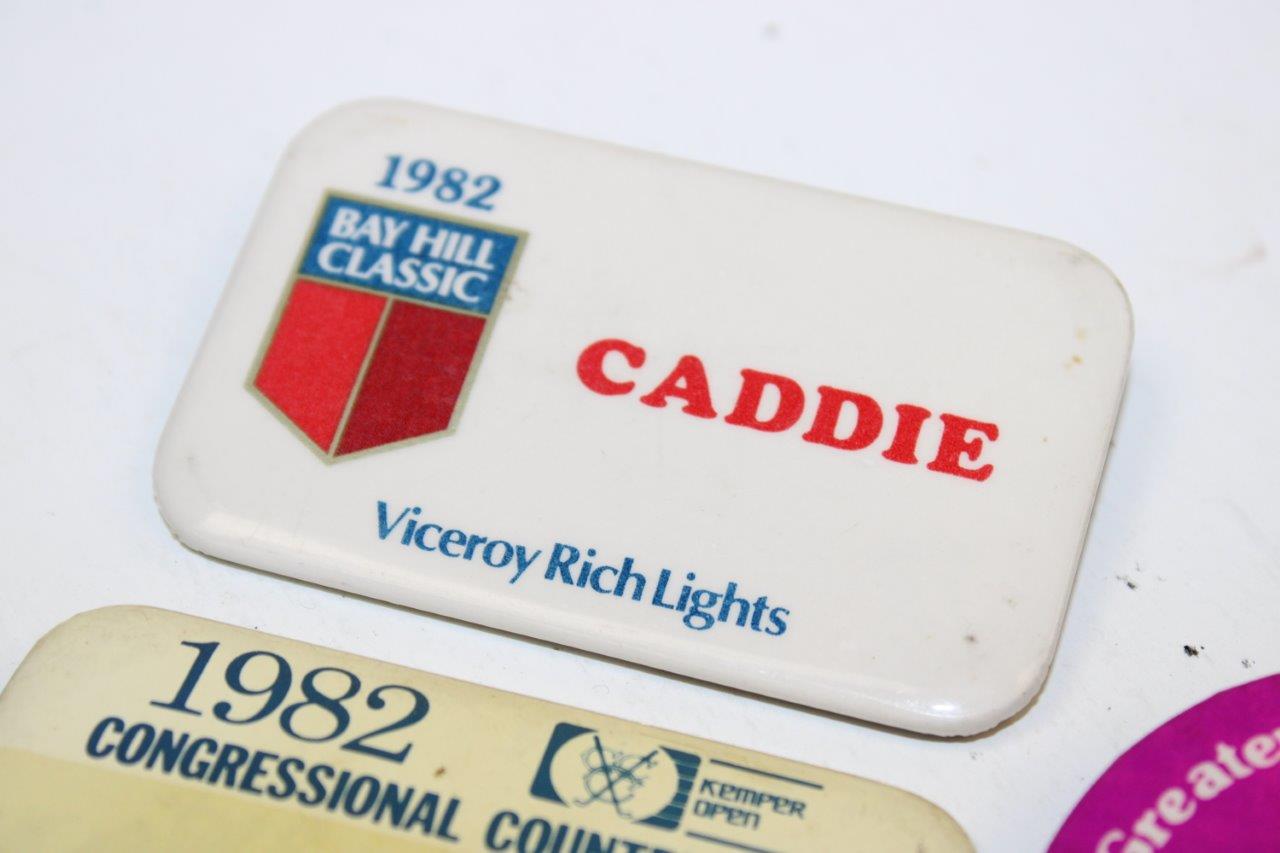 1982
BAY HILL
CLASSIC
CADDIE
Viceroy Rich Lights
1982
CONGRESSIONAL
KEMPER
OPEN